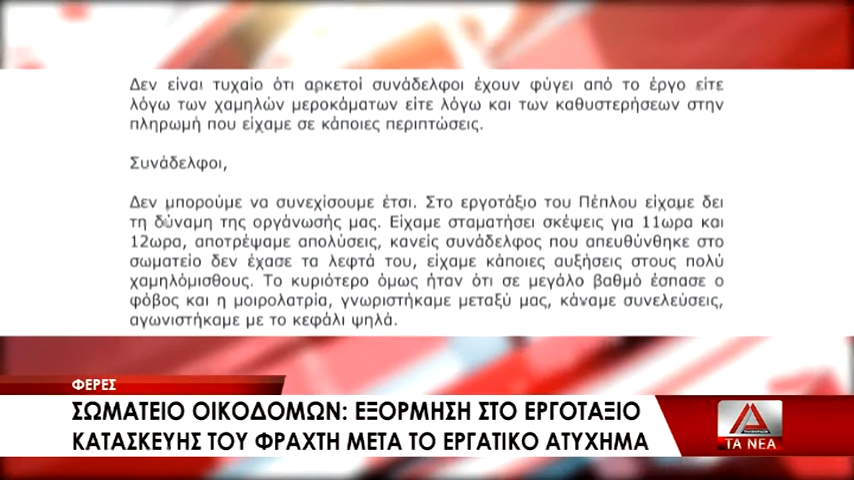 Δεν είναι τυχαίο ότι αρκετοί συνάδελφοι έχουν φύγει από το έργο είτε
λόγω των χαμηλών μεροκάματων είτε λόγω και των καθυστερήσεων στην
πληρωμή που είχαμε σε κάποιες περιπτώσεις.
Συνάδελφοι,
Δεν μπορούμε να συνεχίσουμε έτσι. Στο εργοτάξιο του Πέπλου είχαμε δει
τη δύναμη της οργάνωσής μας. Είχαμε σταματήσει σκέψεις για 11ωρα και
12ωρα, αποτρέψαμε απολύσεις, κανείς συνάδελφος που απευθύνθηκε στο
σωματείο δεν έχασε τα λεφτά του, είχαμε κάποιες αυξήσεις στους πολύ
χαμηλόμισθους. Το κυριότερο όμως ήταν ότι σε μεγάλο βαθμό έσπασε ο
φόβος και η μοιρολατρία, γνωριστήκαμε μεταξύ μας, κάναμε συνελεύσεις,
αγωνιστήκαμε με το κεφάλι ψηλά.
ΦΕΡΕΣ
ΣΩΜΑΤΕΙΟ ΟΙΚΟΔΟΜΩΝ: ΕΞΟΡΜΗΣΗ ΣΤΟ ΕΡΓΟΤΑΞΙΟ
ΚΑΤΑΣΚΕΥΗΣ ΤΟΥ ΦΡΑΧΤΗ ΜΕΤΑ ΤΟ ΕΡΓΑΤΙΚΟ ΑΤΥΧΗΜΑ
ΤΑ ΝΕΑ